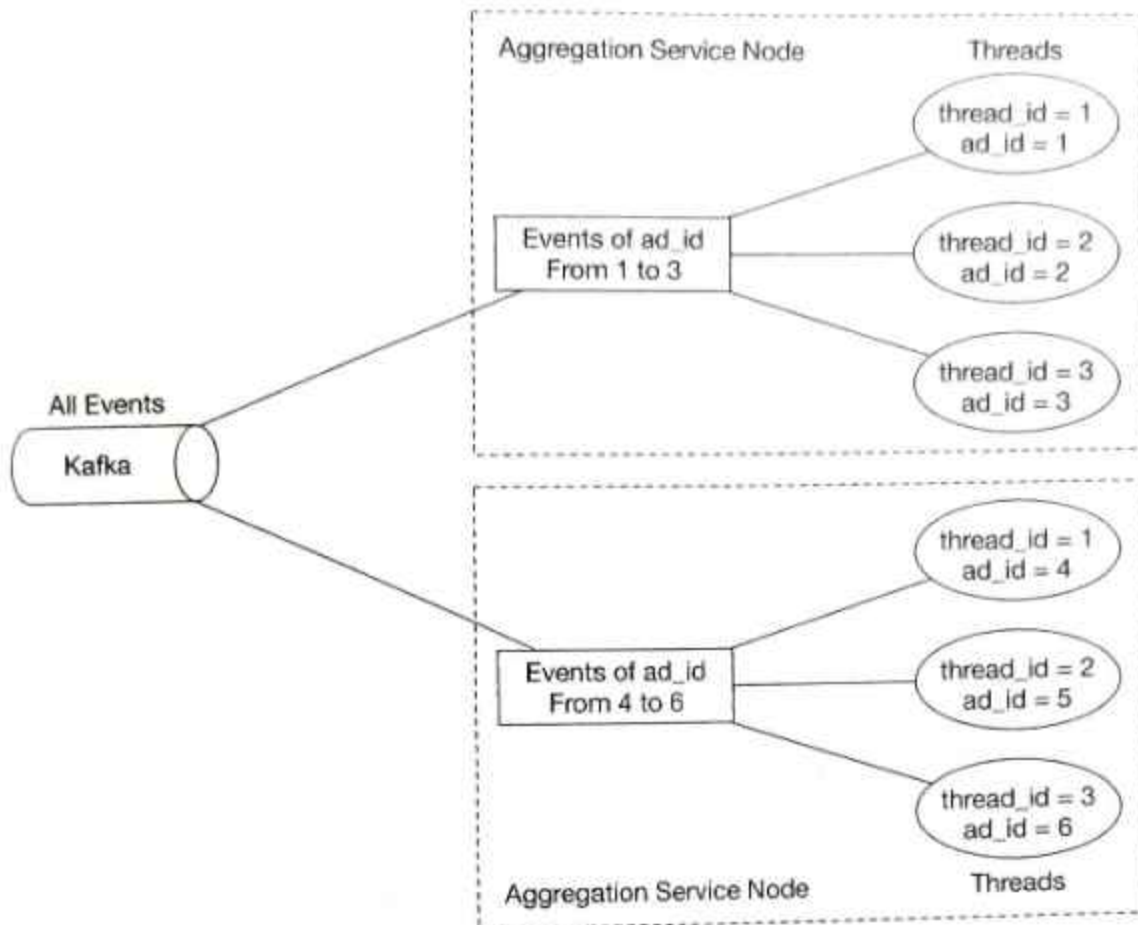 Aggregation Service Node
Threads
thread_id = 1
ad_id = 1
Events of ad_id
From 1 to 3
thread_id = 2
ad_id = 2
thread_id = 3
ad_id = 3
All Events
Kafka
thread_id = 1
ad_id = 4
Events of ad_id
From 4 to 6
thread_id = 2
ad_id = 5
thread_id = 3
ad_id = 6
Aggregation Service Node
Threads